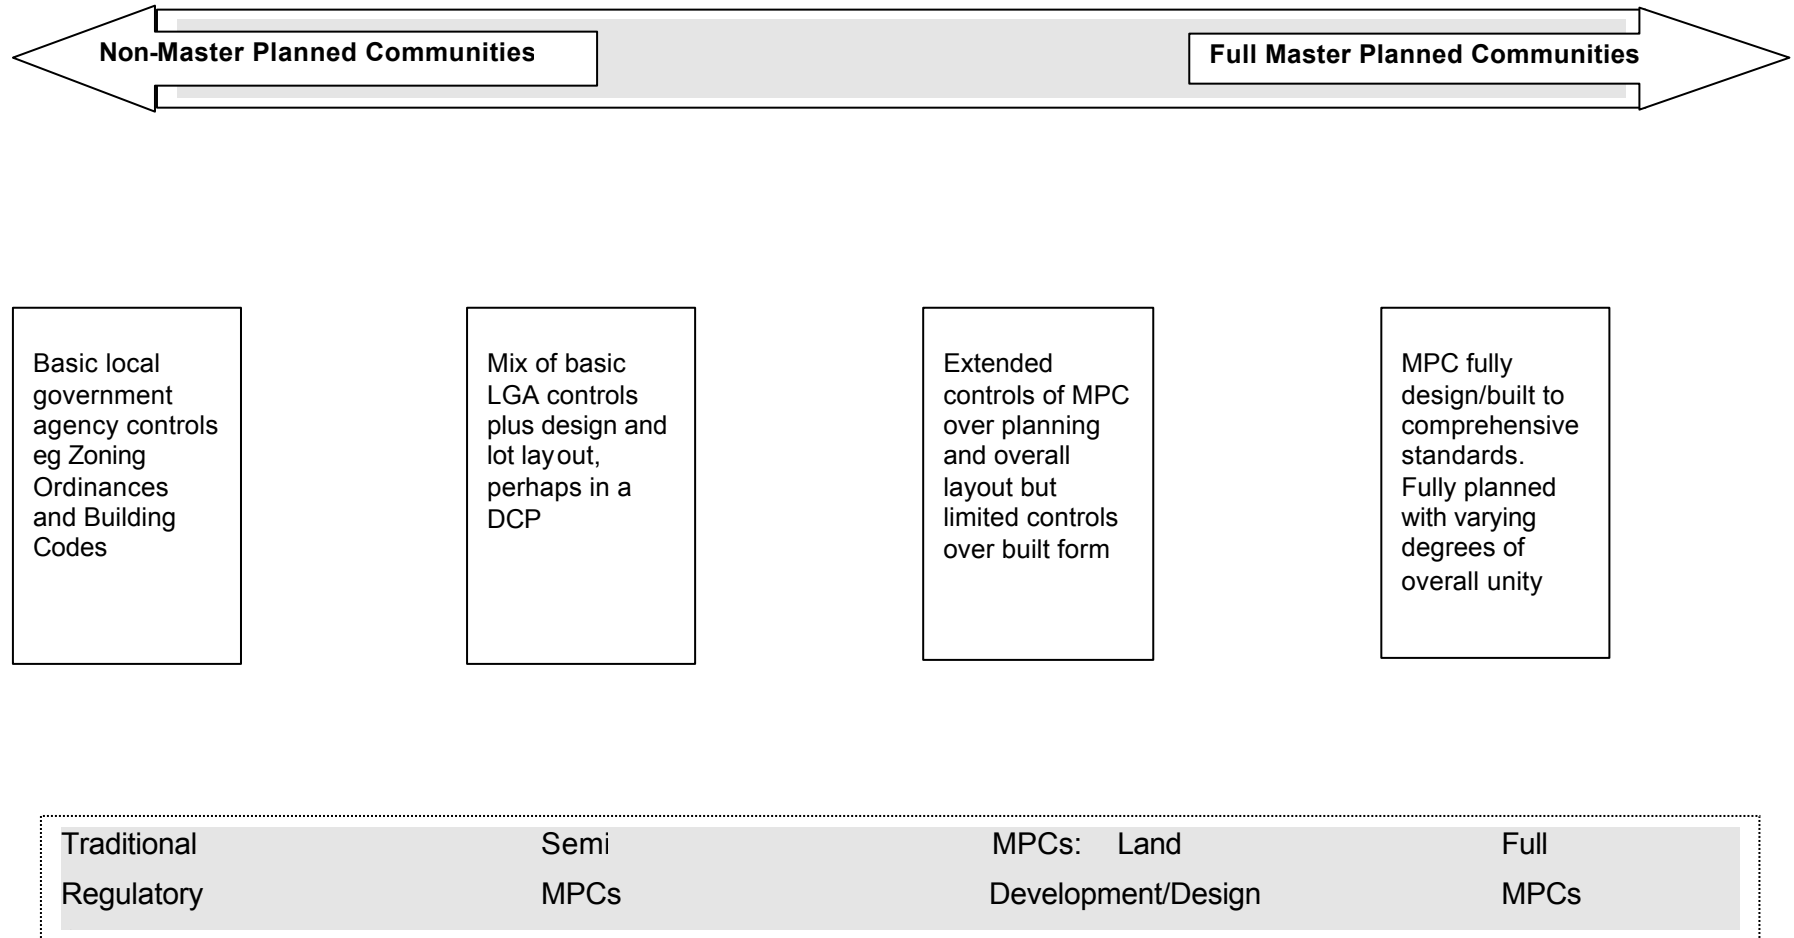 Non-Master Planned Communities
Full Master Planned Communities
Basic local
government
agency controls
eg Zoning
Ordinances
and Building
Codes
Mix of basic
LGA controls
plus design and
lot layout,
perhaps in a
DCP
Extended
controls of MPC
over planning
and overall
layout but
limited controls
over built form
MPC fully
design/built to
comprehensive
standards.
Fully planned
with varying
degrees of
overall unity
Traditional
Regulatory
Semi
MPCs
MPCs: Land
Development/Design
Full
MPCs